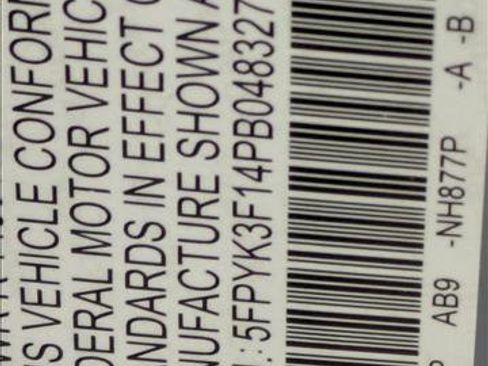 S VEHICLE CONFOR
DERAL MOTOR VEHIC
NDARDS IN EFFECT
NUFACTURE SHOWN A
.: 5FPYK3F14PB048327
AB9 -NH877P -A -B